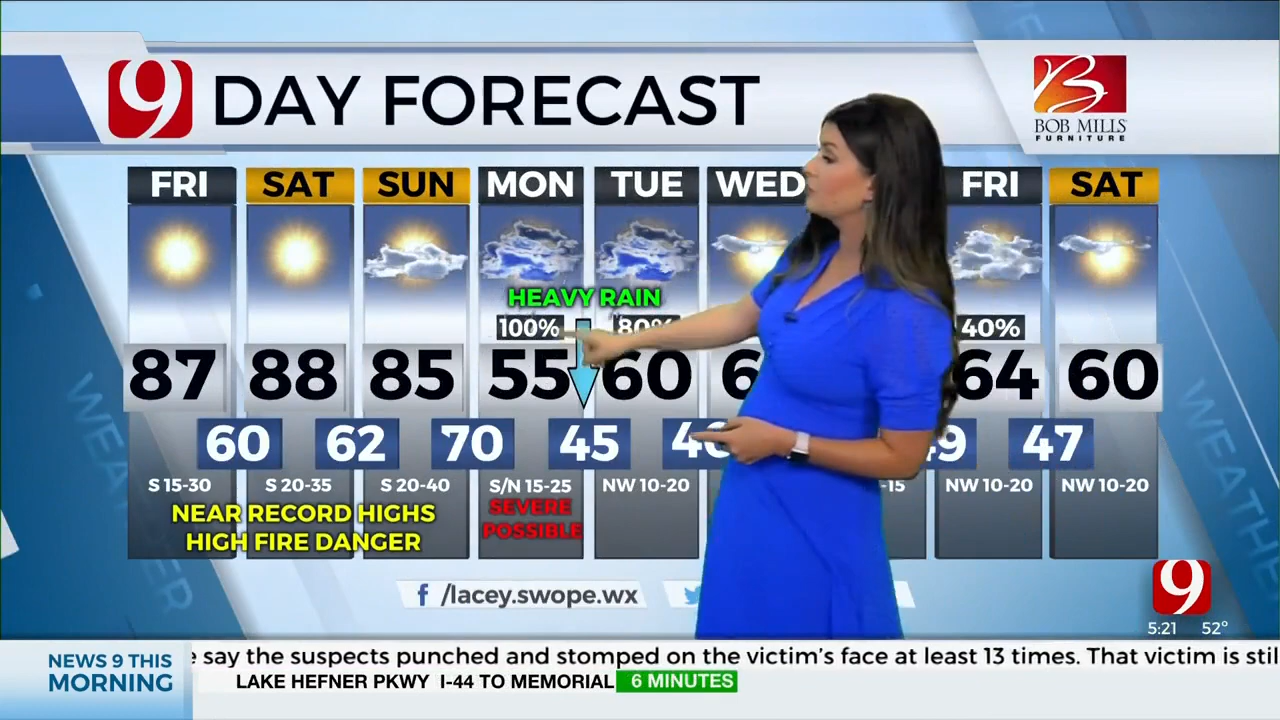 9 DAY FORECAST
BOB MILLS
FURNITURE
FRI SAT SUN MON TUE WED FRI SAT
HEAVY RAIN
100% 80% 40%
87 88 85 55 60 64 60
60 62 70 45 47
S 15-30 S 20-35 S 20-40 S/N 15-25 NW 10-20 NW 10-20 NW 10-20
SEVERE
POSSIBLE
NEAR RECORD HIGHS
HIGH FIRE DANGER
f /lacey.swope.wx
9
5:21 52°
NEWS 9 THIS
MORNING
say the suspects punched and stomped on the victim's face at least 13 times. That victim is still
LAKE HEFNER PKWY I-44 TO MEMORIAL 6 MINUTES